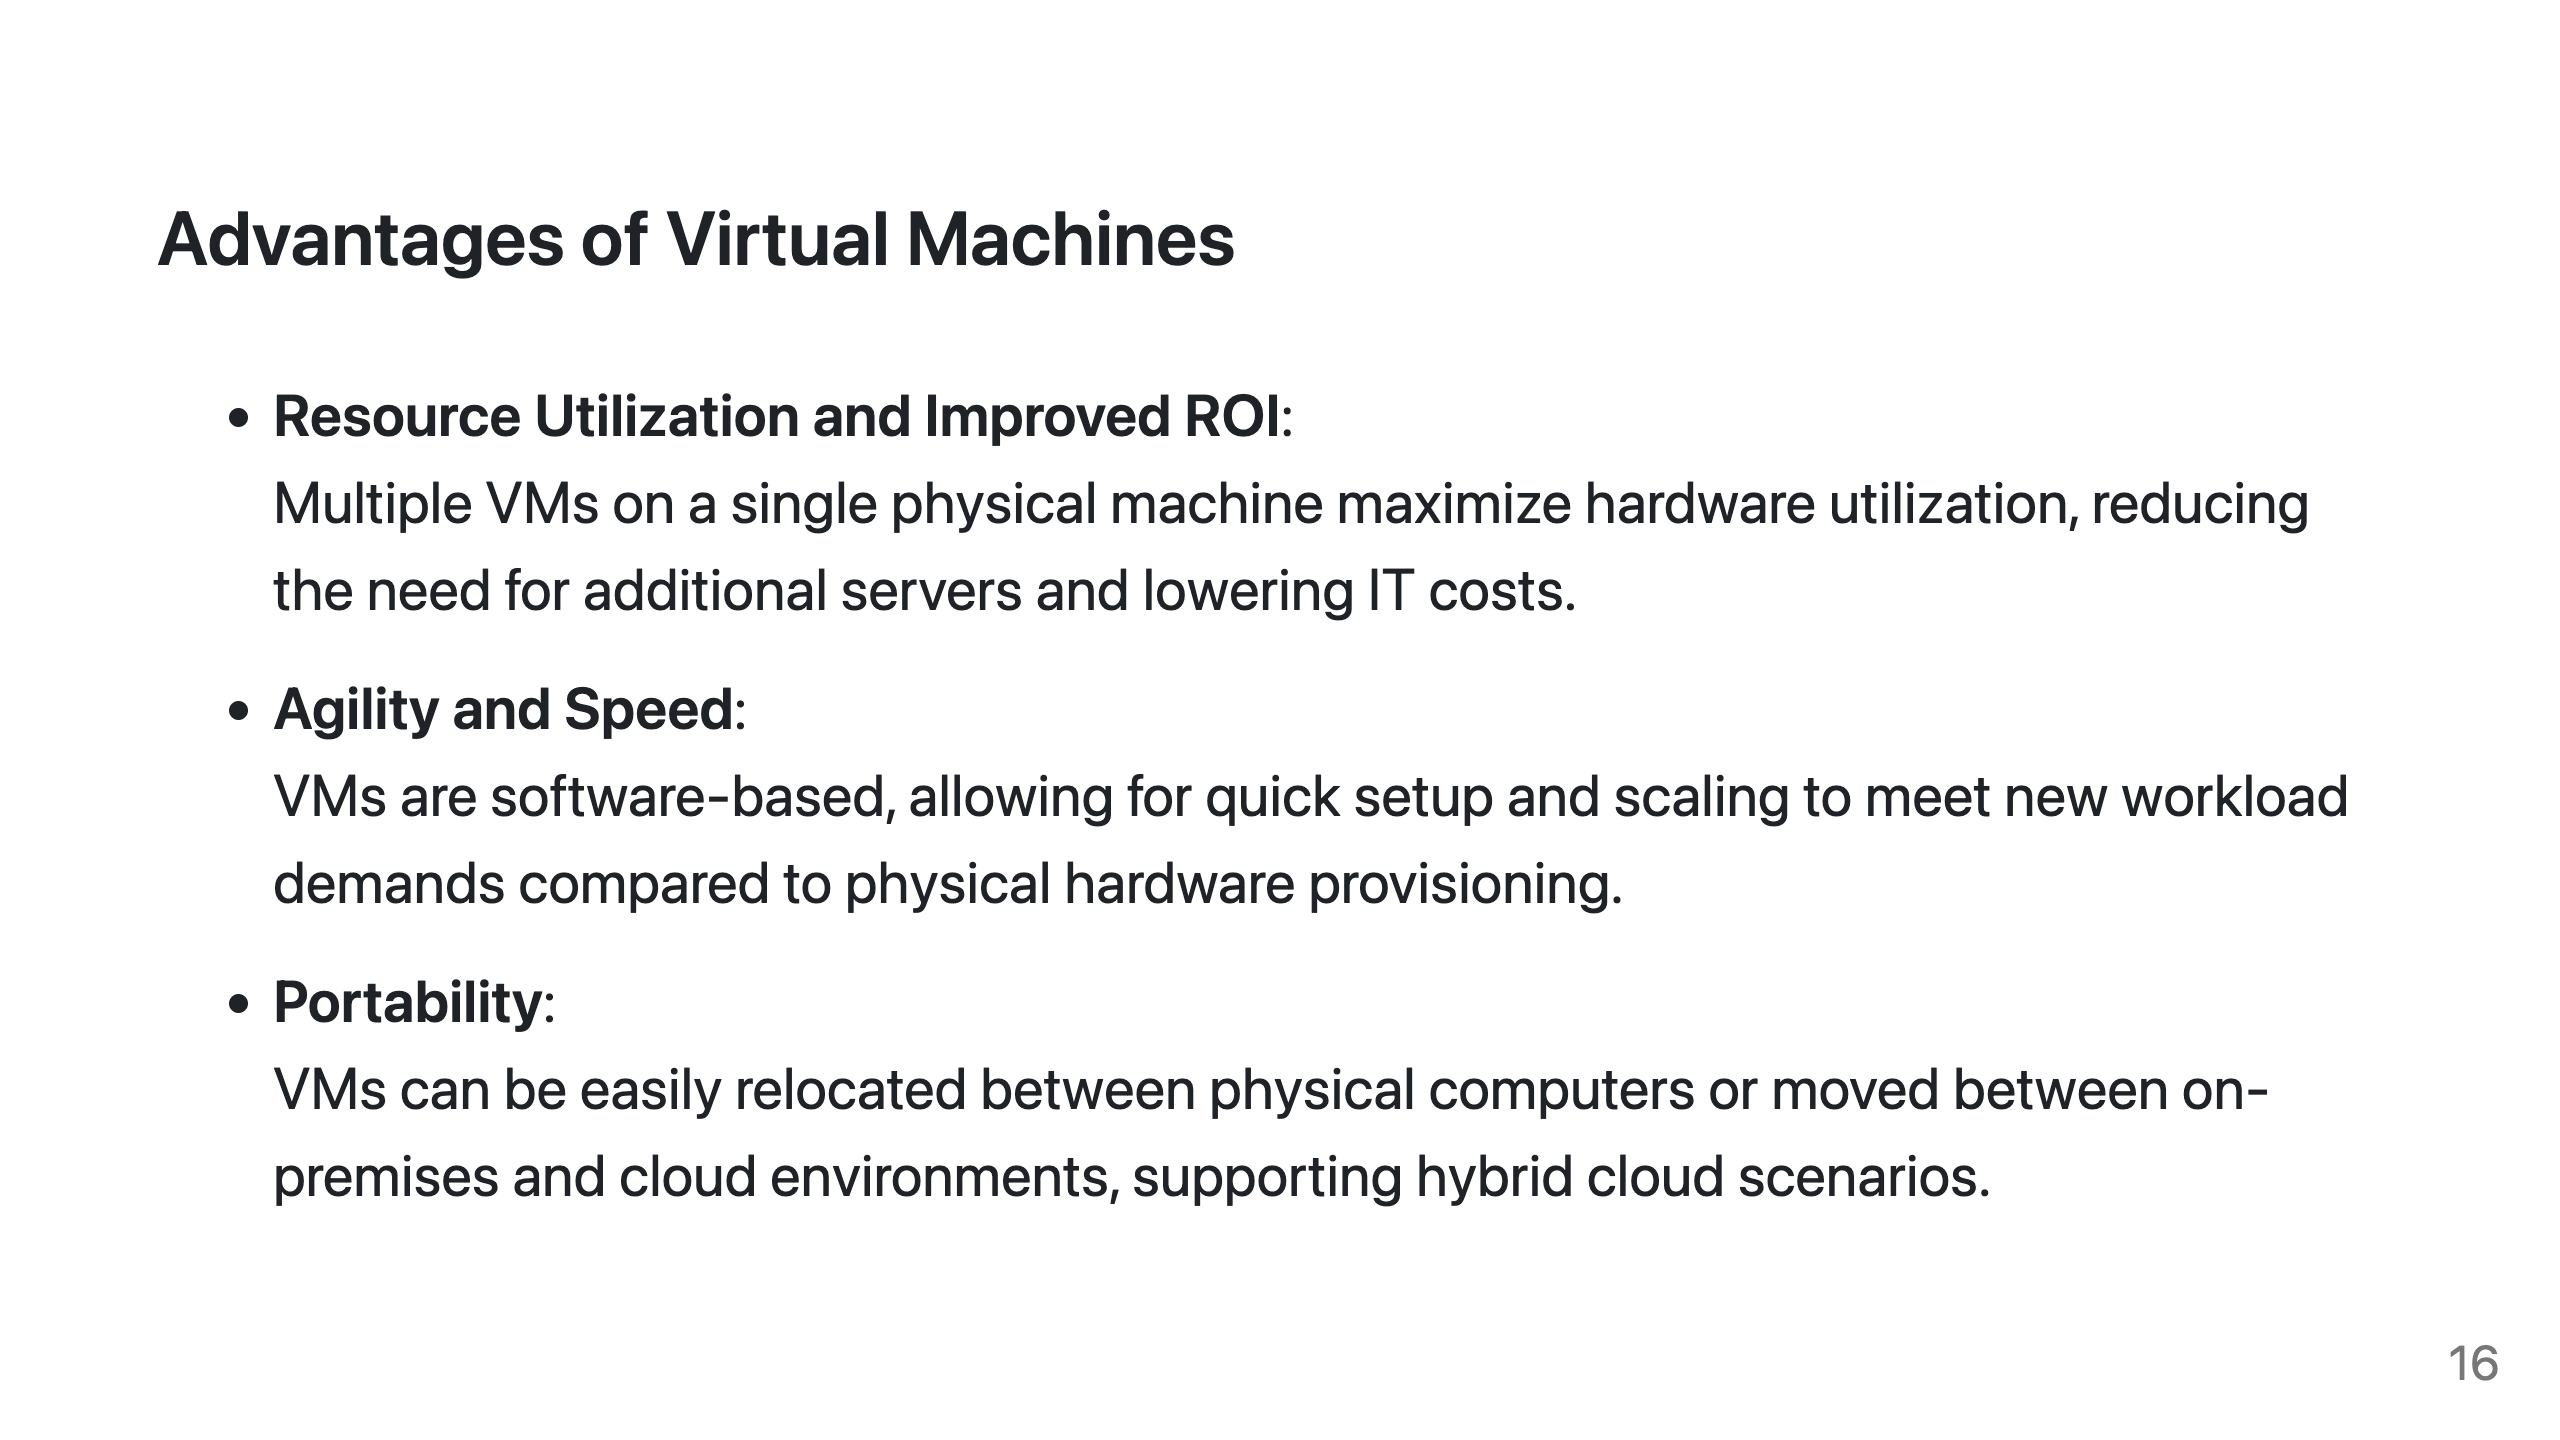 Advantages of Virtual Machines
• Resource Utilization and Improved ROI:
Multiple VMs on a single physical machine maximize hardware utilization, reducing
the need for additional servers and lowering IT costs.
• Agility and Speed:
VMs are software-based, allowing for quick setup and scaling to meet new workload
demands compared to physical hardware provisioning.
• Portability:
VMs can be easily relocated between physical computers or moved between on-
premises and cloud environments, supporting hybrid cloud scenarios.
16